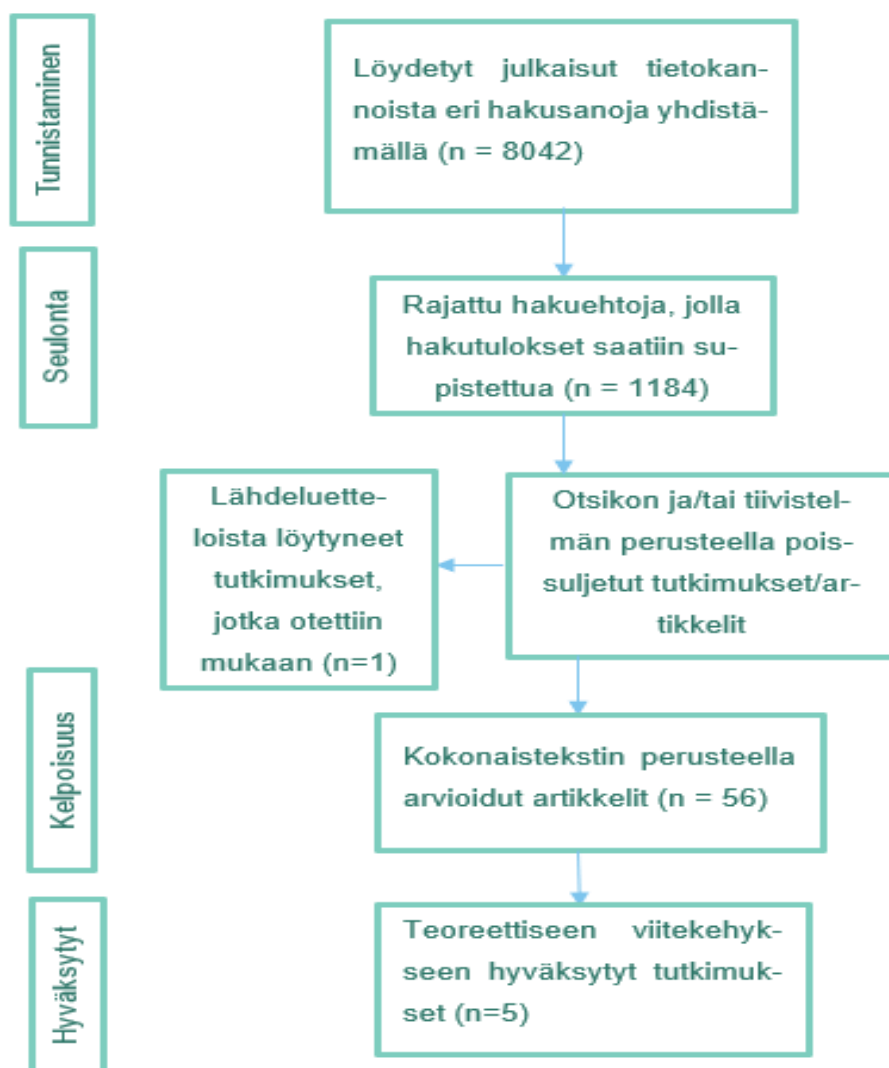 Tunnistaminen
Löydetyt julkaisut tietokan-
noista eri hakusanoja yhdistä-
mällä (n = 8042)
Seulonta
Rajattu hakuehtoja, jolla
hakutulokset saatiin su-
pistettua (n = 1184)
Lähdeluette-
loista löytyneet
tutkimukset,
jotka otettiin
mukaan (n=1)
Otsikon ja/tai tiivistel-
män perusteella pois-
suljetut tutkimukset/ar-
tikkelit
Kelpoisuus
Kokonaistekstin perusteella
arvioidut artikkelit (n = 56)
Hyväksytyt
Teoreettiseen viitekehyk-
seen hyväksytyt tutkimuk-
set (n=5)